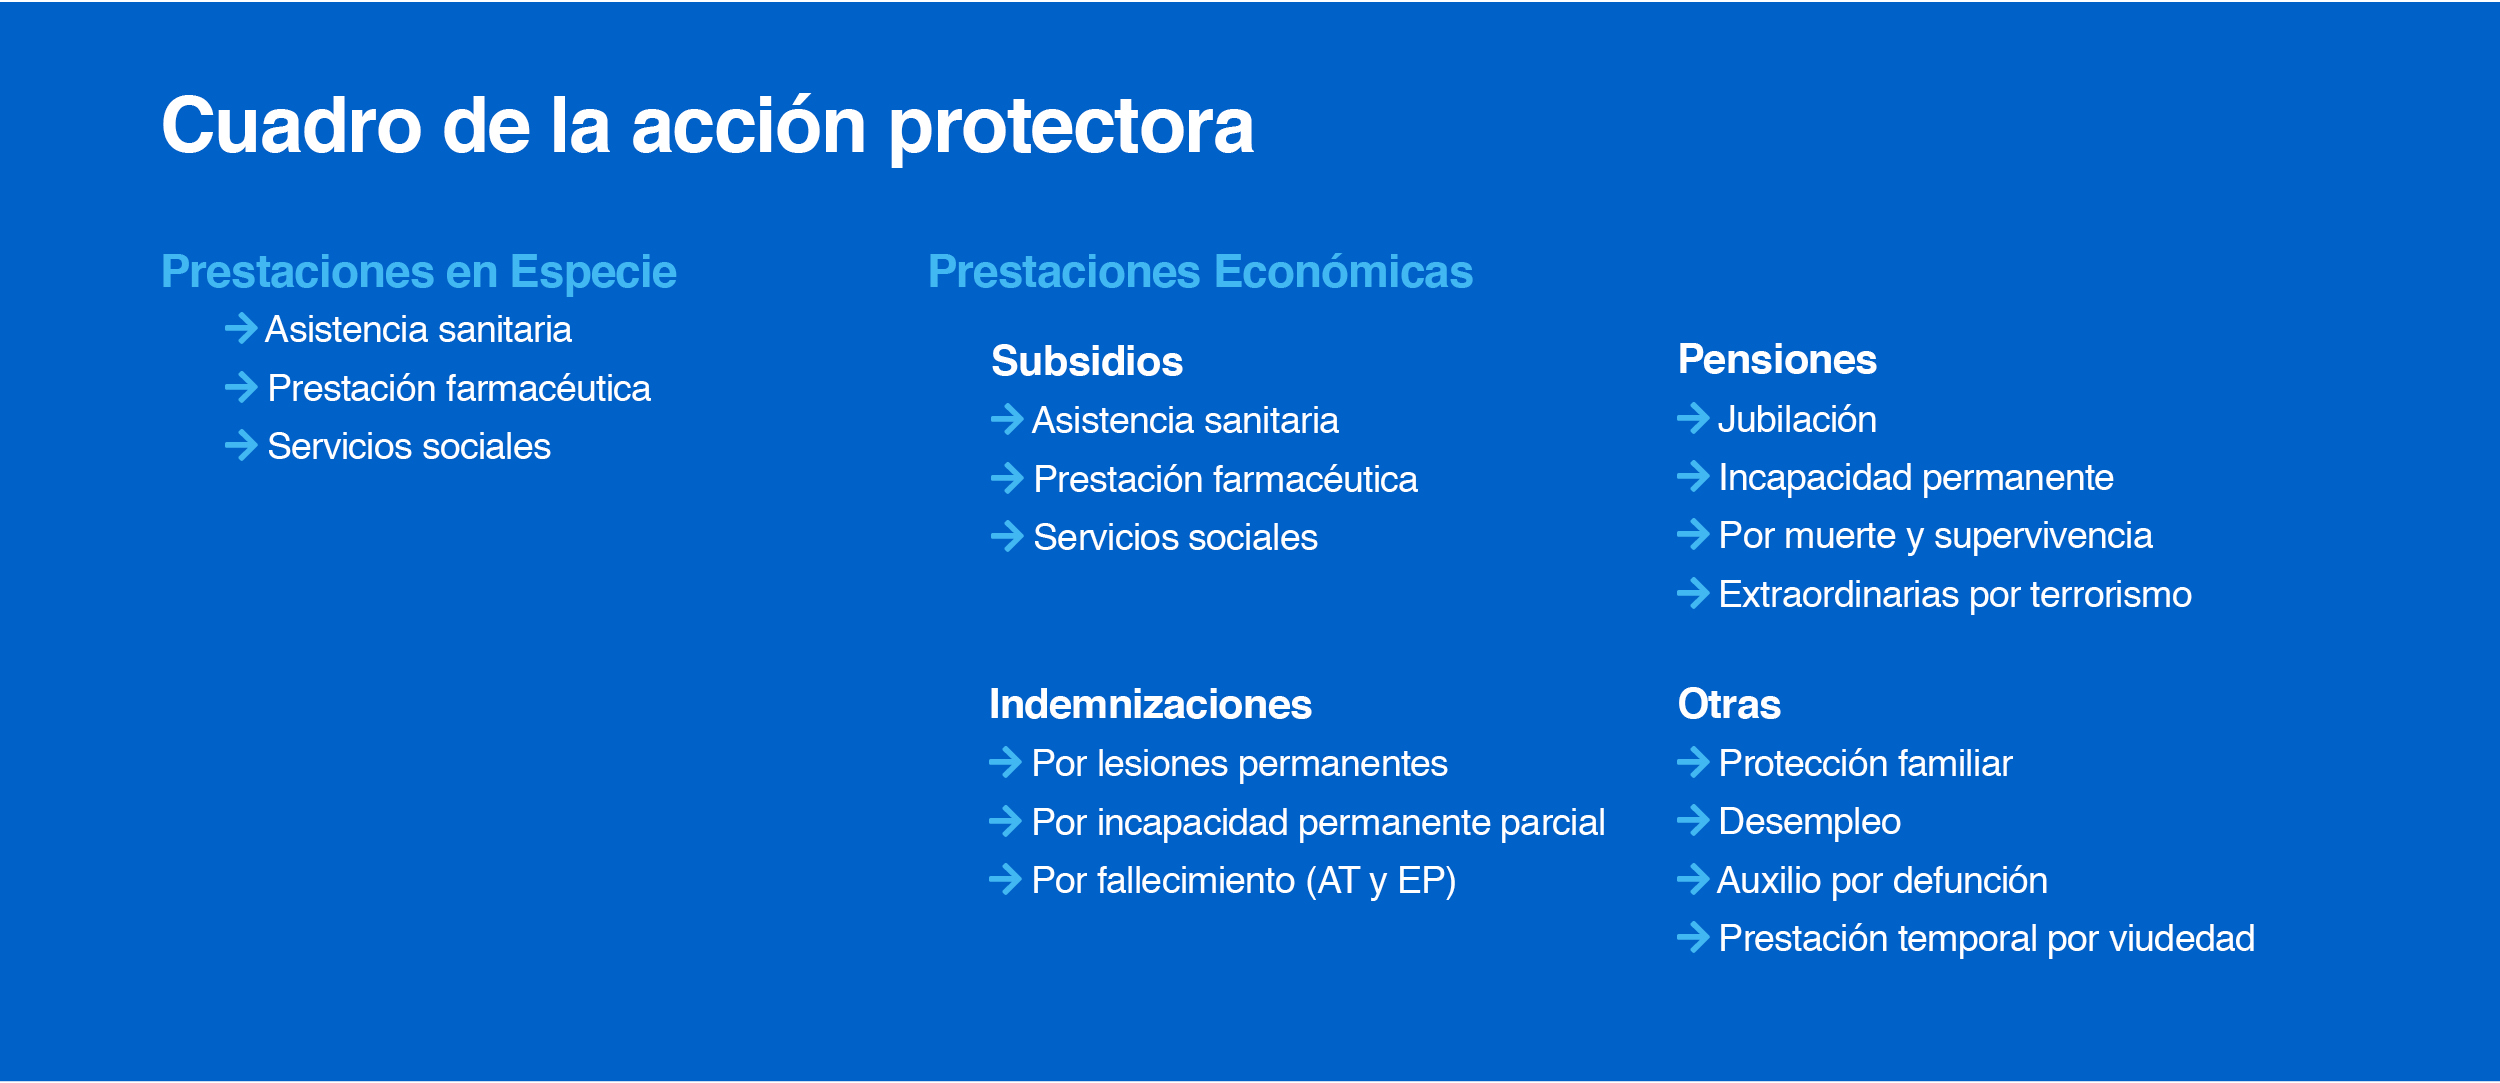 Cuadro de la acción protectora
Prestaciones en Especie
→ Asistencia sanitaria
→ Prestación farmacéutica
→ Servicios sociales
Prestaciones Económicas
Subsidios
→ Asistencia sanitaria
→ Prestación farmacéutica
→ Servicios sociales
Pensiones
→ Jubilación
→ Incapacidad permanente
→ Por muerte y supervivencia
→ Extraordinarias por terrorismo
Indemnizaciones
→ Por lesiones permanentes
→ Por incapacidad permanente parcial
→ Por fallecimiento (AT y EP)
Otras
→ Protección familiar
→ Desempleo
→ Auxilio por defunción
→ Prestación temporal por viudedad